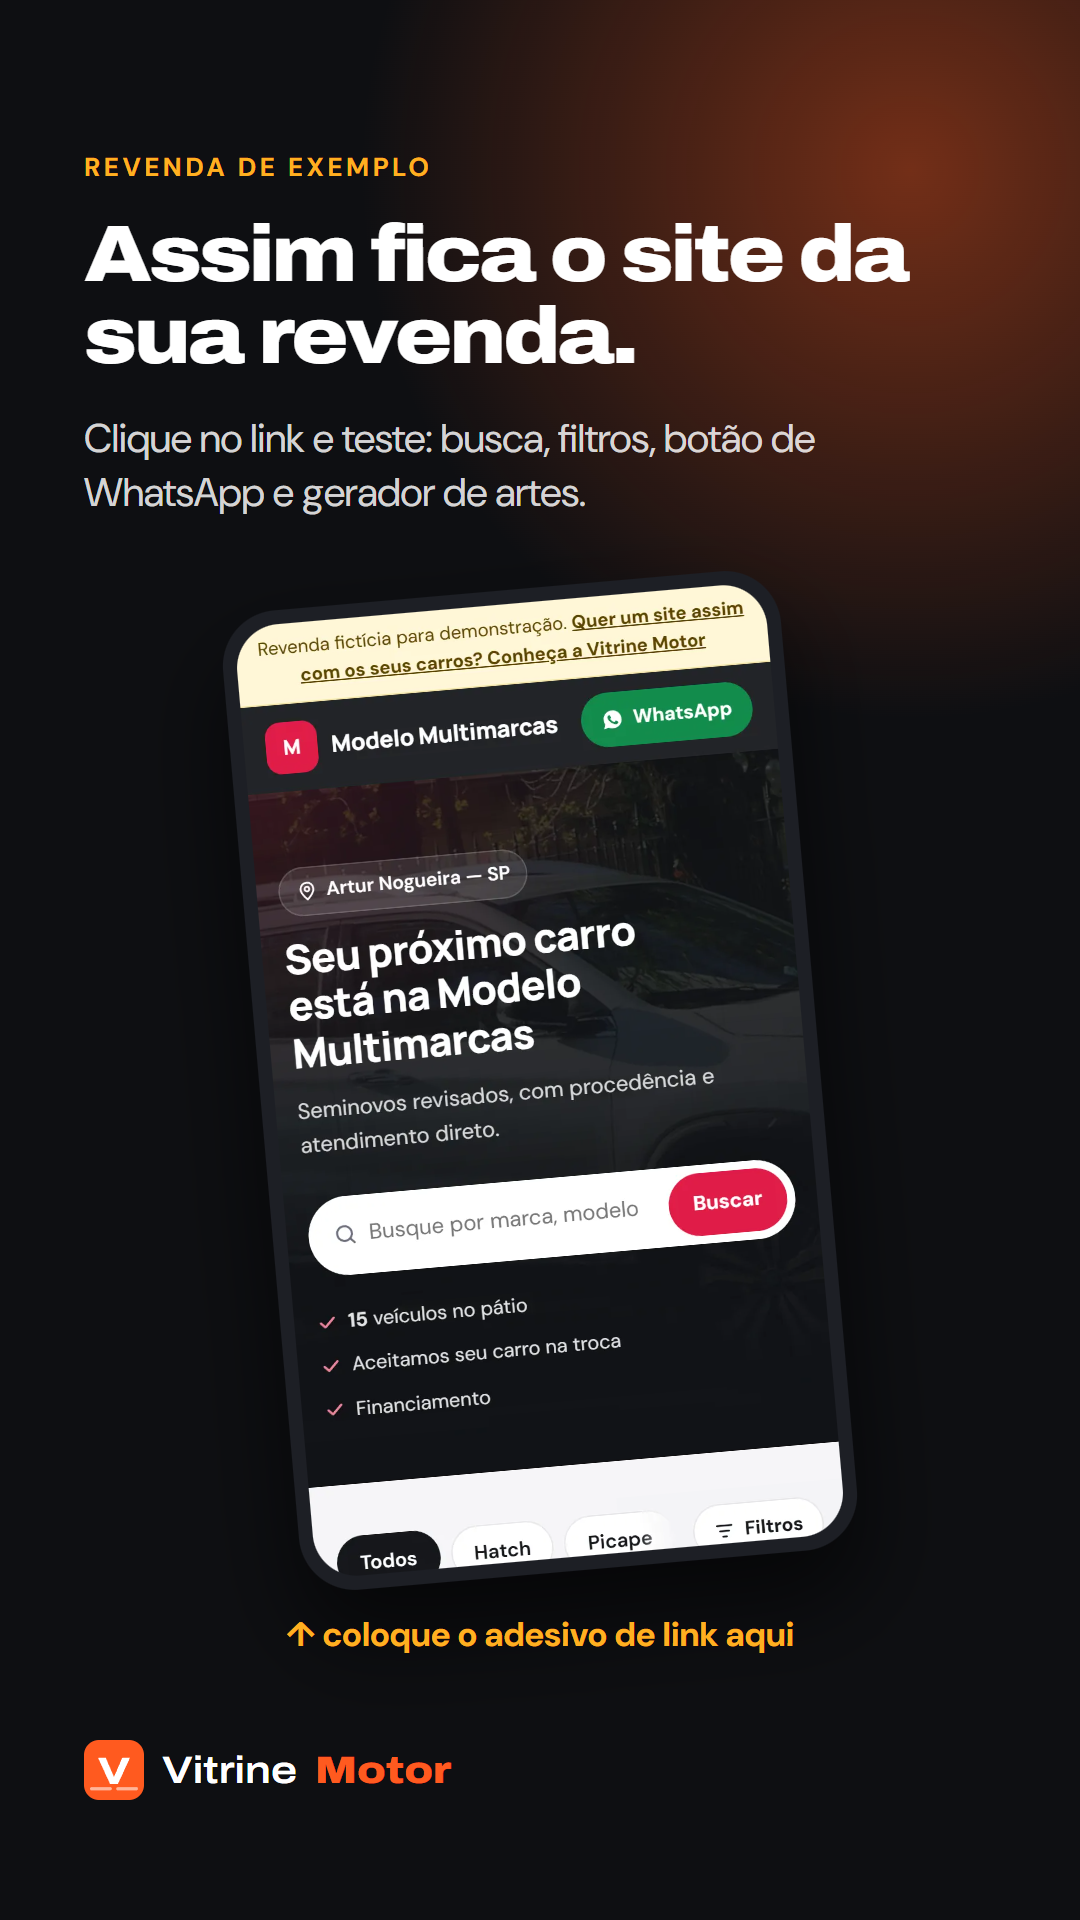 REVENDA DE EXEMPLO
Assim fica o site da
sua revenda.
Clique no link e teste: busca, filtros, botão de
WhatsApp e gerador de artes.
Revenda fictícia para demonstração. Quer um site assim
com os seus carros? Conheça a Vitrine Motor
M Modelo Multimarcas WhatsApp
Artur Nogueira — SP
Seu próximo carro
está na Modelo
Multimarcas
Seminovos revisados, com procedência e
atendimento direto.
Busque por marca, modelo Buscar
15 veículos no pátio
Aceitamos seu carro na troca
Financiamento
Todos Hatch Picape Filtros
↑ coloque o adesivo de link aqui
V Vitrine Motor